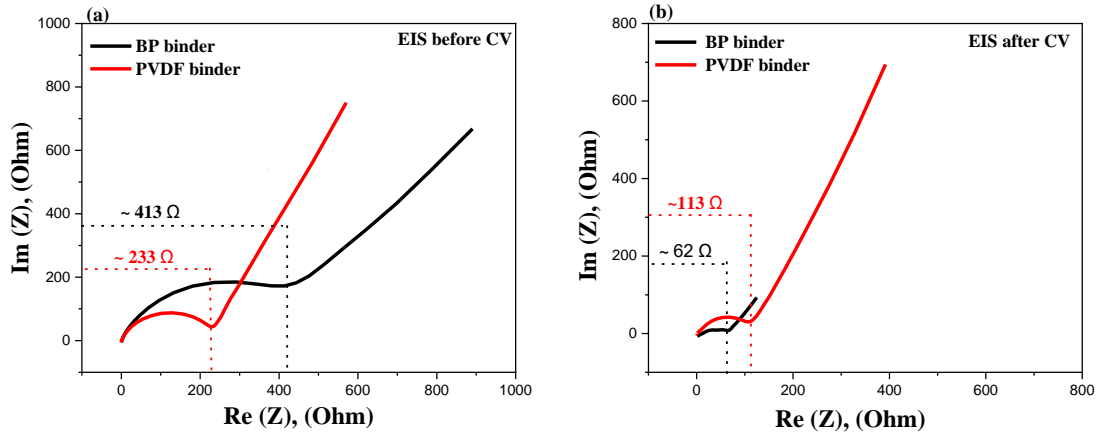 (a)
1000
800
600
400
200
0
Im (Z), (Ohm)
BP binder
PVDF binder
EIS before CV
~ 413 Ω
~ 233 Ω
0 200 400 600 800 1000
Re (Z), (Ohm)
(b)
800
600
400
200
0
Im (Z), (Ohm)
BP binder
PVDF binder
EIS after CV
~113 Ω
~ 62 Ω
0 200 400 600 800
Re (Z), (Ohm)